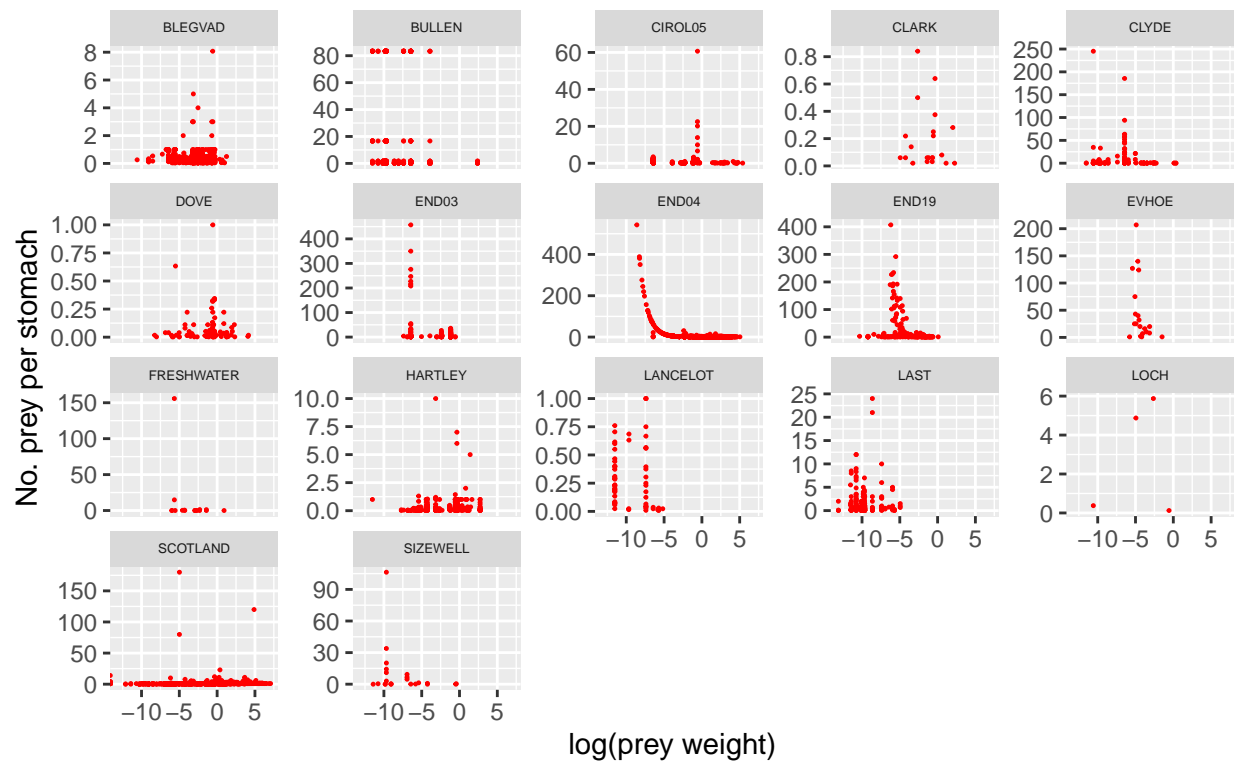 BLEGVAD BULLEN CIROL05 CLARK CLYDE
8 6 4 2 0
80 60 40 20 0
60 40 20 0
0.8 0.6 0.4 0.2 0.0
250 200 150 100 50 0
DOVE END03 END04 END19 EVHOE
1.00 0.75 0.50 0.25 0.00
400 300 200 100 0
400 200 0
400 300 200 100 0
200 150 100 50 0
FRESHWATER HARTLEY LANCELOT LAST LOCH
150 100 50 0
10.0 7.5 5.0 2.5 0.0
1.00 0.75 0.50 0.25 0.00
25 20 15 10 5 0
6 4 2 0
−10 −5 0 5 −10 −5 0 5 −10 −5 0 5
SCOTLAND SIZEWELL
150 100 50 0
90 60 30 0
−10 −5 0 5 −10 −5 0 5
No. prey per stomach
log(prey weight)